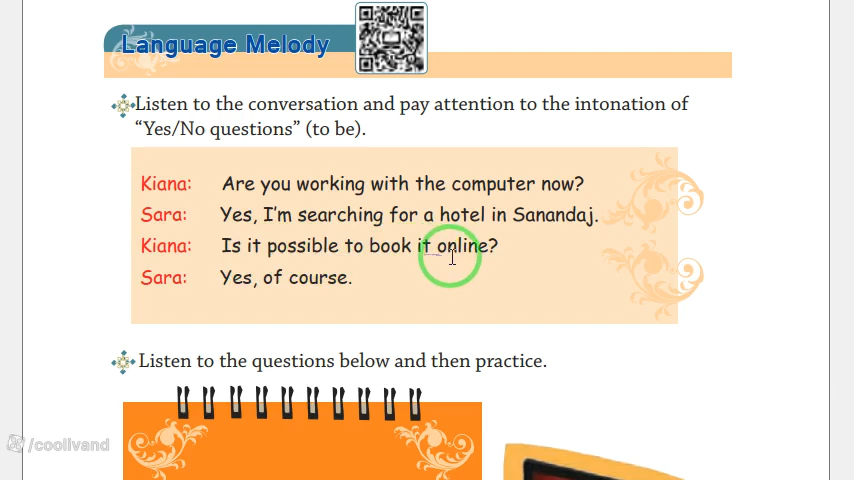 Language Melody
Listen to the conversation and pay attention to the intonation of
“Yes/No questions” (to be).
Kiana: Are you working with the computer now?
Sara: Yes, I’m searching for a hotel in Sanandaj.
Kiana: Is it possible to book it online?
Sara: Yes, of course.
Listen to the questions below and then practice.
/coolivand